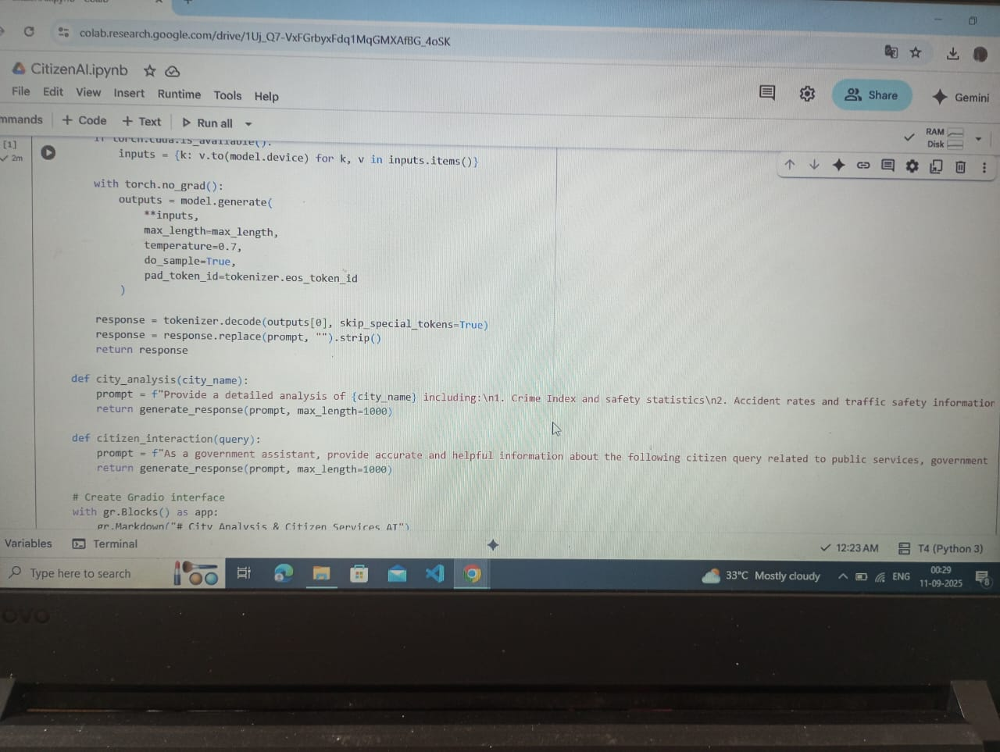 colab.research.google.com/drive/1Uj_Q7-VxFGrbyxFdq1MqGMXAfBG_4oSK
CitizenAI.ipynb
File Edit View Insert Runtime Tools Help
Share
Gemini
mmands + Code + Text Run all
RAM
Disk
[1]
2m
if torch.cuda.is_available():
inputs = {k: v.to(model.device) for k, v in inputs.items()}
with torch.no_grad():
outputs = model.generate(
**inputs,
max_length=max_length,
temperature=0.7,
do_sample=True,
pad_token_id=tokenizer.eos_token_id
)
response = tokenizer.decode(outputs[0], skip_special_tokens=True)
response = response.replace(prompt, "").strip()
return response
def city_analysis(city_name):
prompt = f"Provide a detailed analysis of {city_name} including:\n1. Crime Index and safety statistics\n2. Accident rates and traffic safety information
return generate_response(prompt, max_length=1000)
def citizen_interaction(query):
prompt = f"As a government assistant, provide accurate and helpful information about the following citizen query related to public services, government
return generate_response(prompt, max_length=1000)
# Create Gradio interface
with gr.Blocks() as app:
gr.Markdown("# City Analysis & Citizen Services AI")
Variables Terminal
12:23 AM T4 (Python 3)
Type here to search
33°C Mostly cloudy
ENG
00:29
11-09-2025
8
OVO